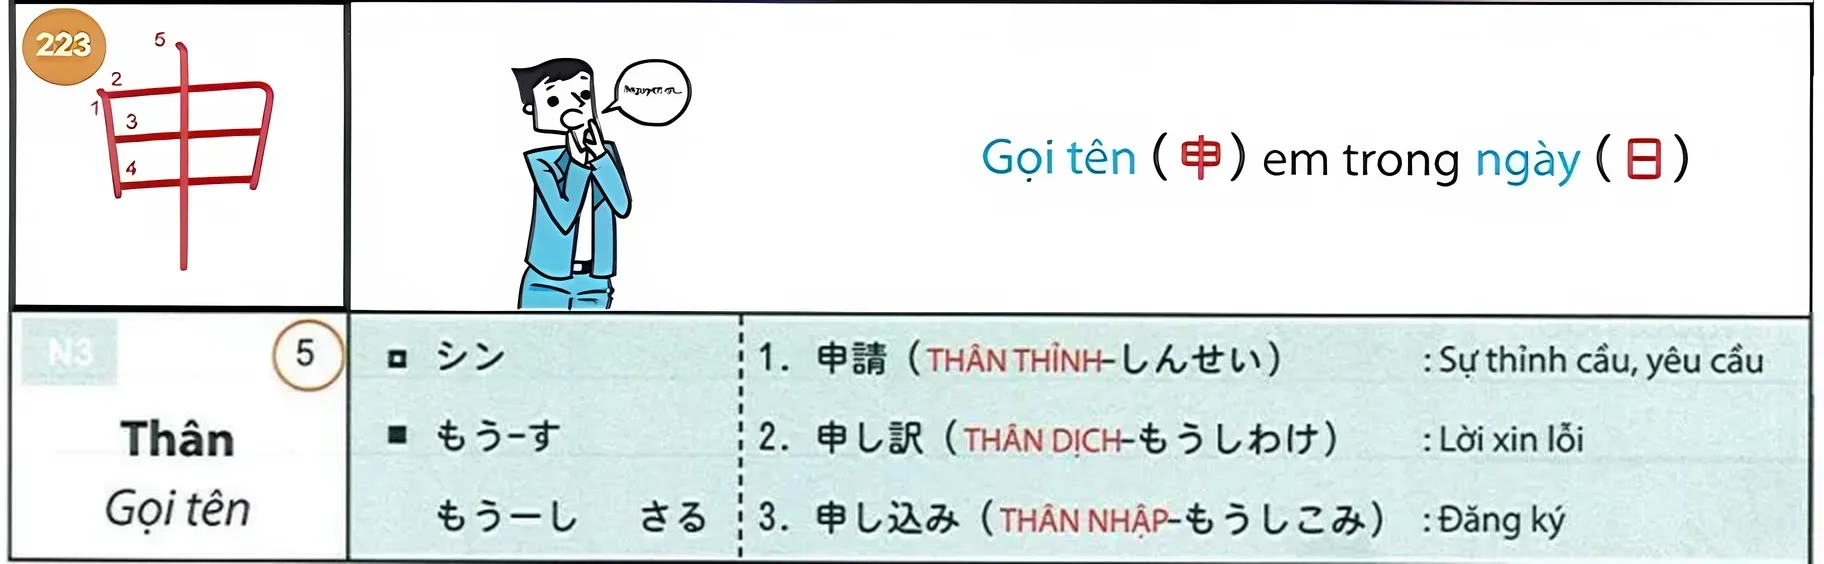 223
5
2
1
3
4
Gọi tên (申) em trong ngày (日)
N3
5
Thân
Gọi tên
シン
もう-す
もうーし さる
1. 申請 (THÂN THỈNH-しんせい) : Sự thỉnh cầu, yêu cầu
2. 申し訳 (THÂN DỊCH-もうしわけ) : Lời xin lỗi
3. 申し込み (THÂN NHẬP-もうしこみ) : Đăng ký